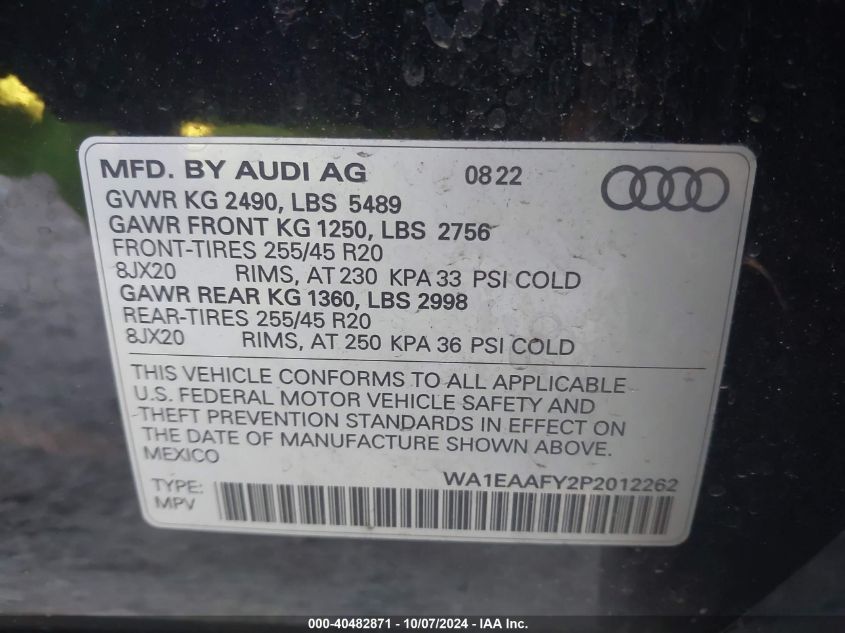 MFD. BY AUDI AG 0822
GVWR KG 2490, LBS 5489
GAWR FRONT KG 1250, LBS 2756
FRONT-TIRES 255/45 R20
8JX20 RIMS, AT 230 KPA 33 PSI COLD
GAWR REAR KG 1360, LBS 2998
REAR-TIRES 255/45 R20
8JX20 RIMS, AT 250 KPA 36 PSI COLD
THIS VEHICLE CONFORMS TO ALL APPLICABLE
U.S. FEDERAL MOTOR VEHICLE SAFETY AND
THEFT PREVENTION STANDARDS IN EFFECT ON
THE DATE OF MANUFACTURE SHOWN ABOVE.
MEXICO
WA1EAAFY2P2012262
TYPE:
MPV
000-40482871 - 10/07/2024 - IAA Inc.